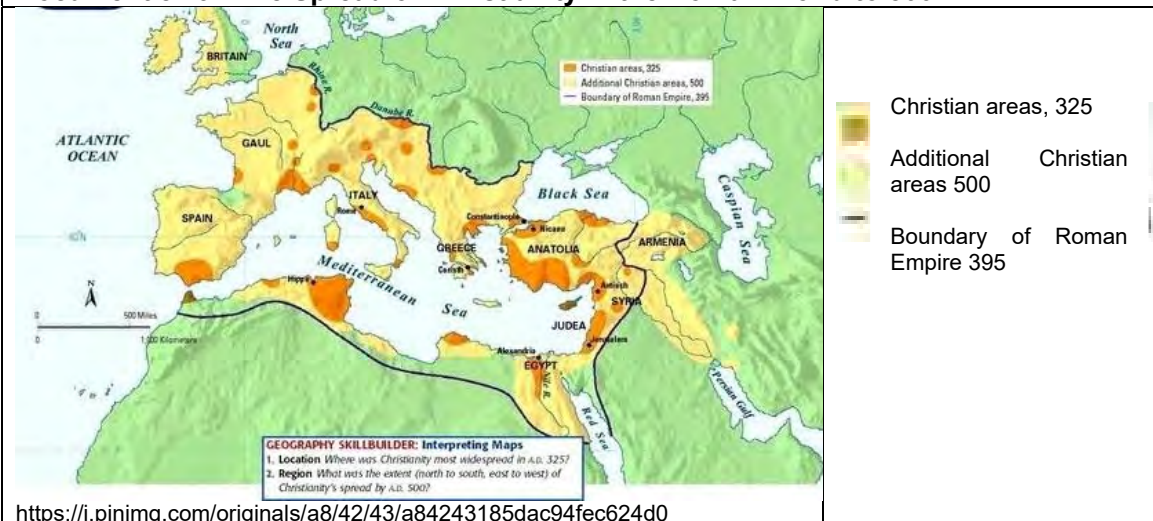 North
Sea
BRITAIN
Rhine R.
Christian areas, 325
Additional Christian areas, 500
Boundary of Roman Empire, 395
Danube R.
ATLANTIC
OCEAN
GAUL
Caspian Sea
Black Sea
ITALY
Rome
SPAIN
Constantinople
Nicaea
ARMENIA
ANATOLIA
GREECE
Corinth
Mediterranean
Sea
Hippo
Antioch
SYRIA
N
JUDEA
500 Miles
0
0
1,000 Kilometers
Jerusalem
Alexandria
EGYPT
Nile R.
Red Sea
Persian Gulf
GEOGRAPHY SKILLBUILDER: Interpreting Maps
1. Location Where was Christianity most widespread in A.D. 325?
2. Region What was the extent (north to south, east to west) of
Christianity's spread by A.D. 500?
https://i.pinimg.com/originals/a8/42/43/a84243185dac94fec624d0
Christian areas, 325
Additional Christian
areas 500
Boundary of Roman
Empire 395